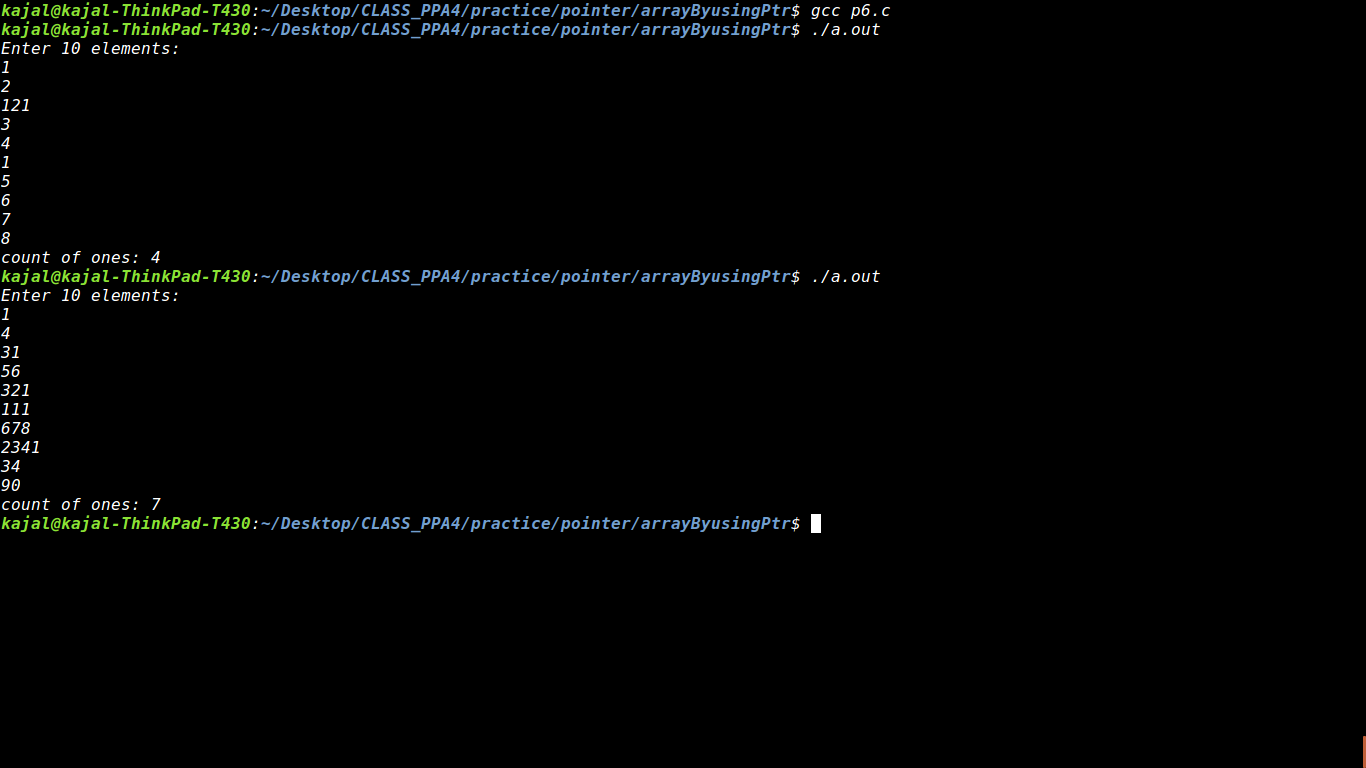 kajal@kajal-ThinkPad-T430:~/Desktop/CLASS_PPA4/practice/pointer/arrayByusingPtr$ gcc p6.c
kajal@kajal-ThinkPad-T430:~/Desktop/CLASS_PPA4/practice/pointer/arrayByusingPtr$ ./a.out
Enter 10 elements:
1
2
121
3
4
1
5
6
7
8
count of ones: 4
kajal@kajal-ThinkPad-T430:~/Desktop/CLASS_PPA4/practice/pointer/arrayByusingPtr$ ./a.out
Enter 10 elements:
1
4
31
56
321
111
678
2341
34
90
count of ones: 7
kajal@kajal-ThinkPad-T430:~/Desktop/CLASS_PPA4/practice/pointer/arrayByusingPtr$